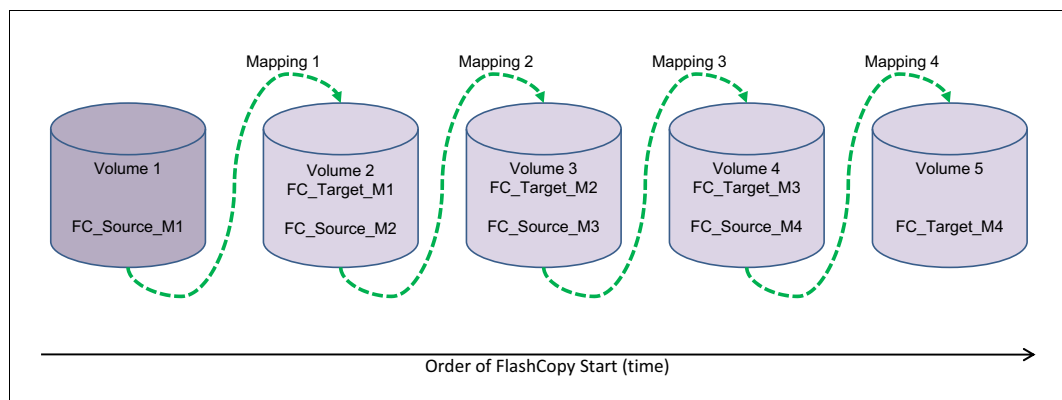 Mapping 1
Mapping 2
Mapping 3
Mapping 4
Volume 1
FC_Source_M1
Volume 2
FC_Target_M1
FC_Source_M2
Volume 3
FC_Target_M2
FC_Source_M3
Volume 4
FC_Target_M3
FC_Source_M4
Volume 5
FC_Target_M4
Order of FlashCopy Start (time)